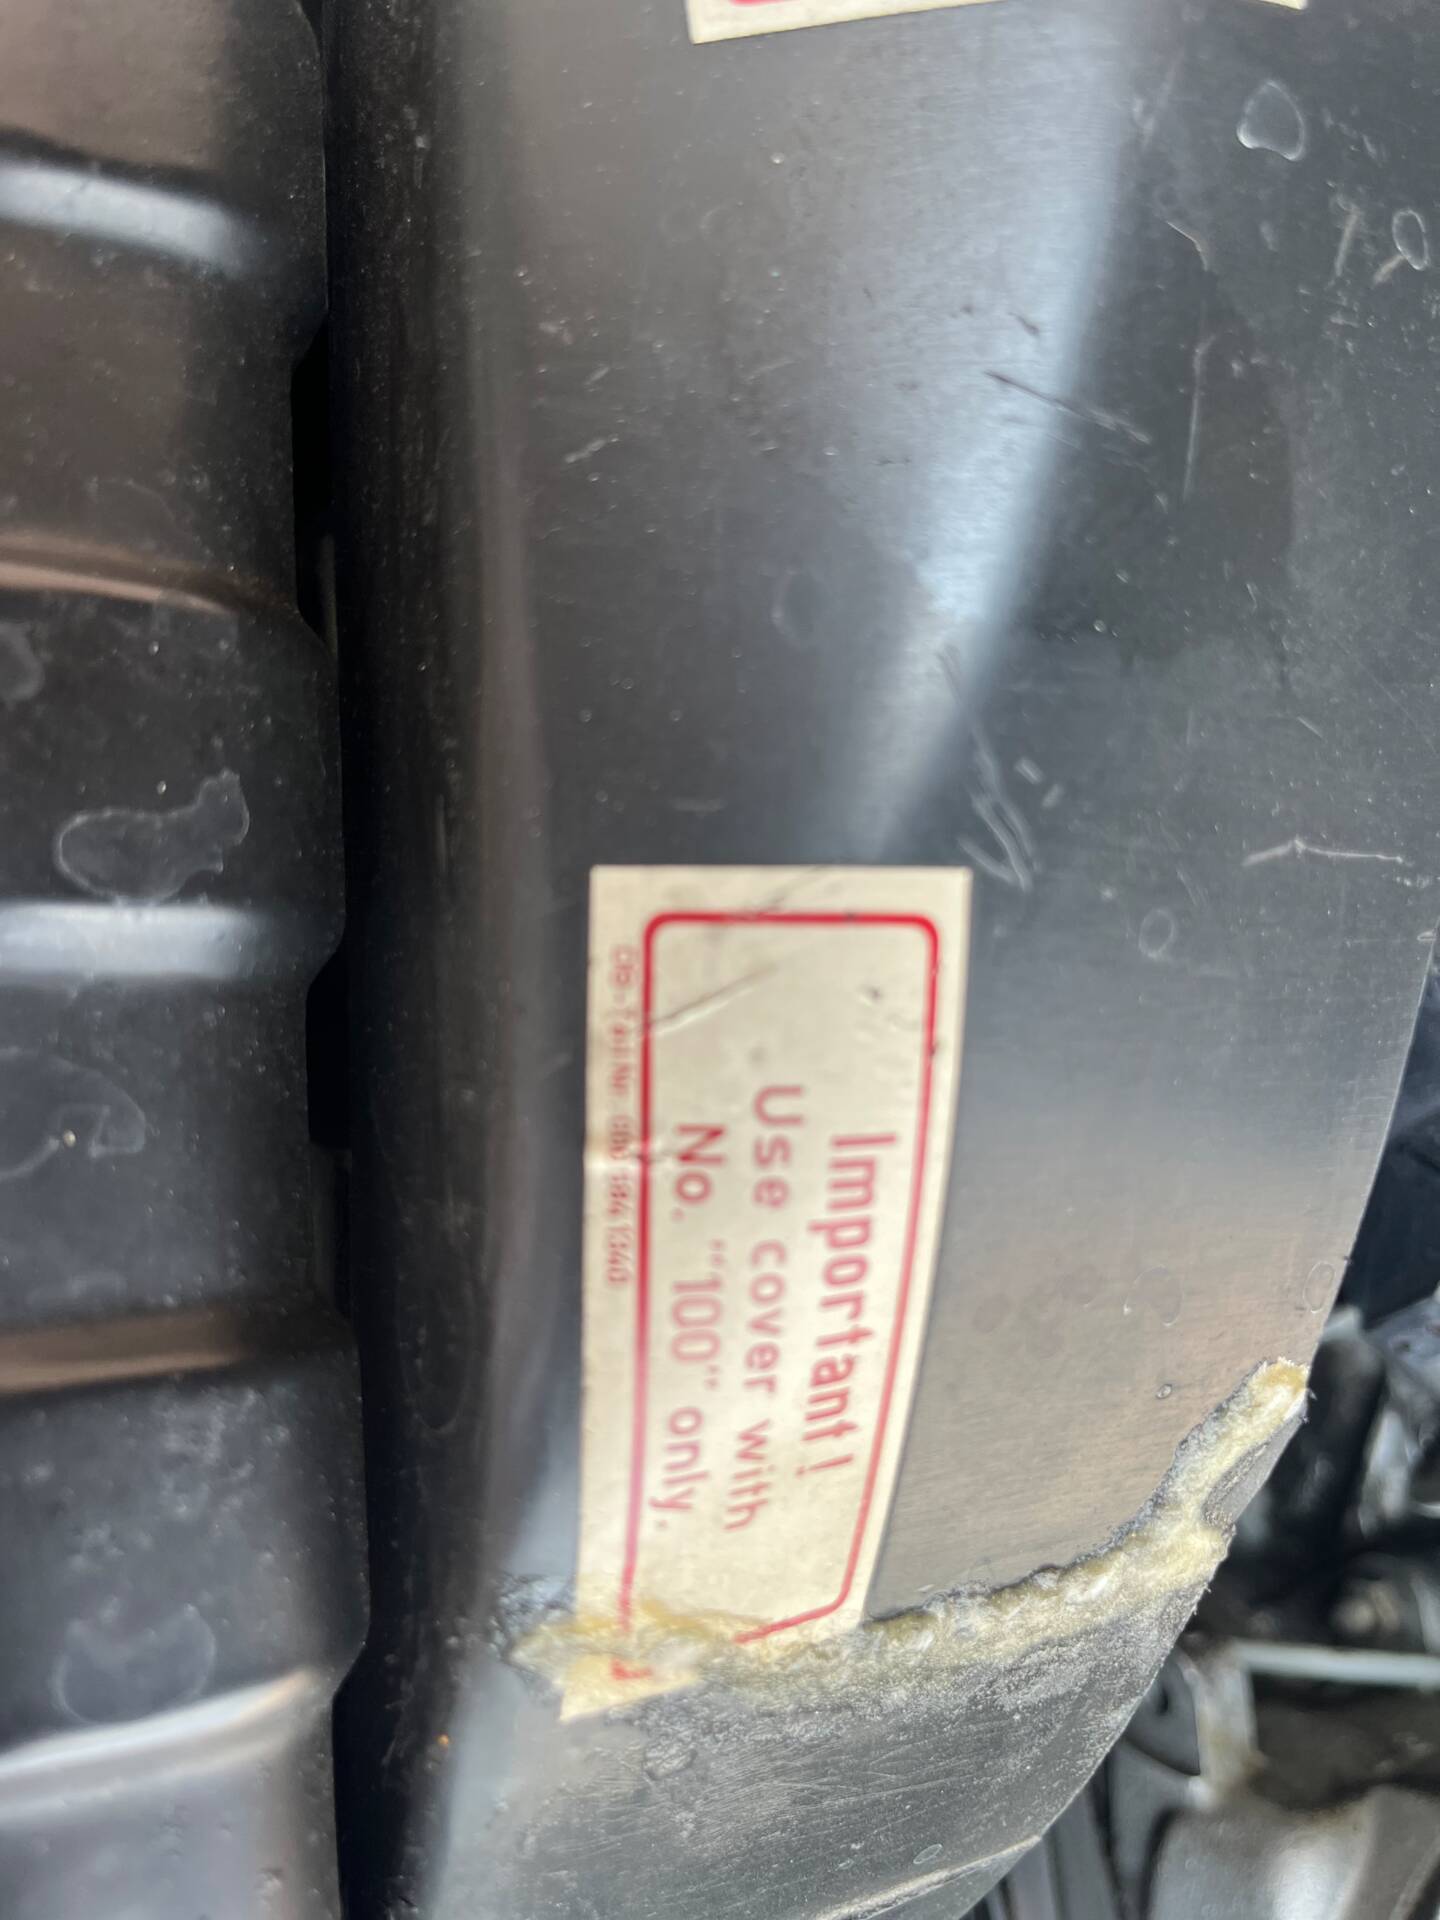 Important!
Use cover with
No. "100" only.